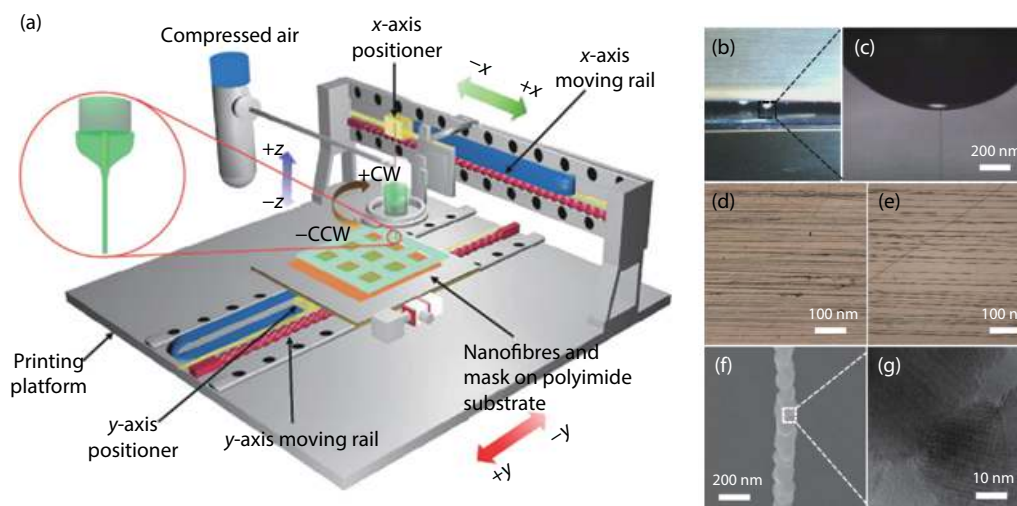 (a)
Compressed air
x-axis
positioner
−x
+x
x-axis
moving rail
+z
−z
+CW
−CCW
Printing
platform
y-axis
positioner
y-axis moving rail
Nanofibres and
mask on polyimide
substrate
+y
−y
(b)
(c)
200 nm
(d)
100 nm
(e)
100 nm
(f)
200 nm
(g)
10 nm